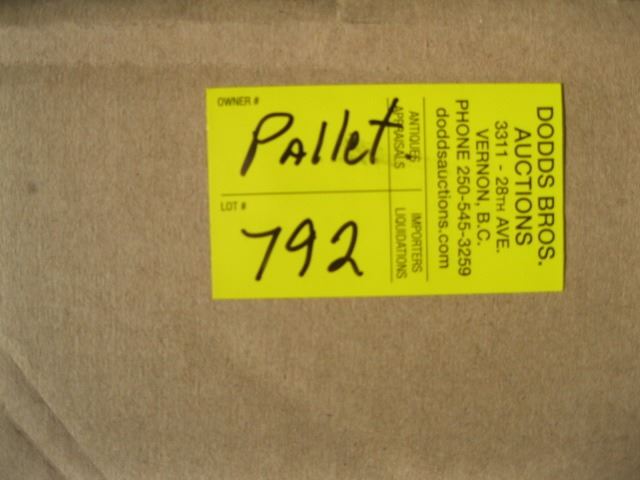 OWNER #
Pallet
LOT #
792
DODDS BROS.
AUCTIONS
3311 - 28TH AVE.
VERNON, B.C.
PHONE 250-545-3259
doddsauctions.com
ANTIQUES IMPORTERS
APPRAISALS LIQUIDATIONS